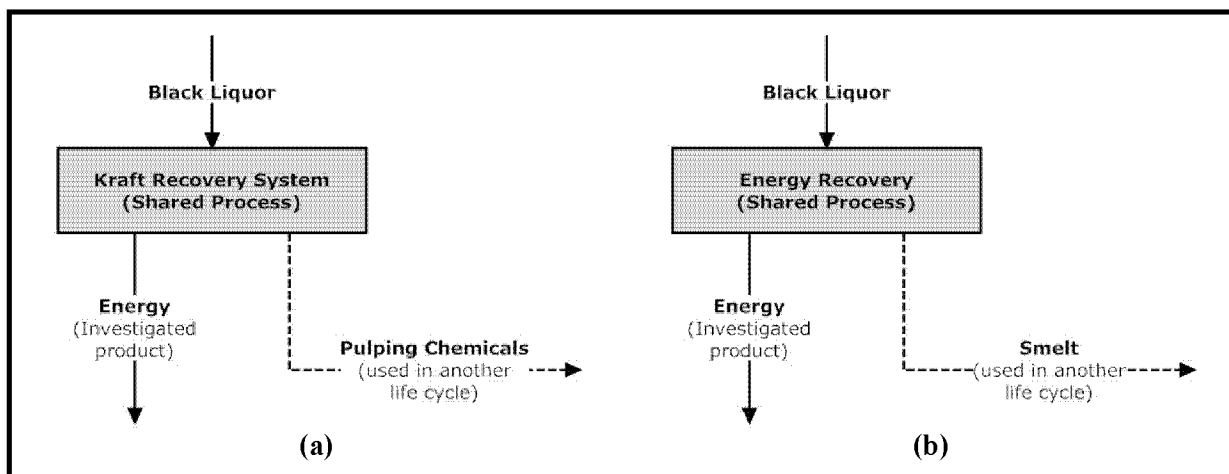 Black Liquor
Kraft Recovery System
(Shared Process)
Energy
(Investigated
product)
Pulping Chemicals
(used in another
life cycle)
(a)
Black Liquor
Energy Recovery
(Shared Process)
Energy
(Investigated
product)
Smelt
(used in another
life cycle)
(b)